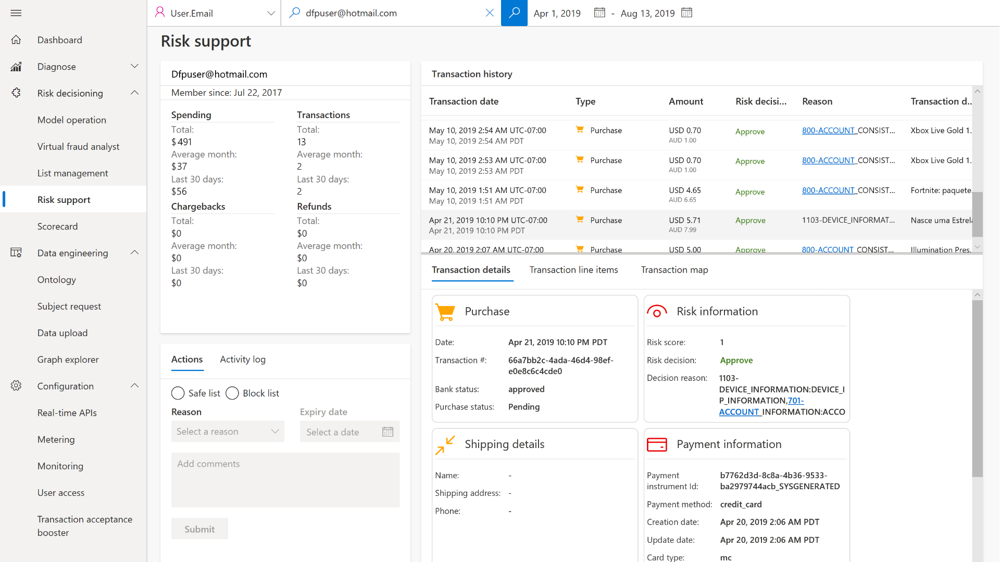 User.Email
dfpuser@hotmail.com
Apr 1, 2019 - Aug 13, 2019
Dashboard
Diagnose
Risk decisioning
Model operation
Virtual fraud analyst
List management
Risk support
Scorecard
Data engineering
Ontology
Subject request
Data upload
Graph explorer
Configuration
Real-time APIs
Metering
Monitoring
User access
Transaction acceptance
booster
Risk support
Dfpuser@hotmail.com
Member since: Jul 22, 2017
Spending
Total:
$491
Average month:
$37
Last 30 days:
$56
Transactions
Total:
13
Average month:
2
Last 30 days:
2
Chargebacks
Total:
$0
Average month:
$0
Last 30 days:
$0
Refunds
Total:
$0
Average month:
$0
Last 30 days:
$0
Actions Activity log
Safe list Block list
Reason Expiry date
Select a reason Select a date
Add comments
Submit
Transaction history
Transaction date Type Amount Risk decisi... Reason Transaction d..
May 10, 2019 2:54 AM UTC-07:00 Purchase USD 0.70 Approve 800-ACCOUNT_CONSIST... Xbox Live Gold 1.
May 10, 2019 2:54 AM PDT AUD 1.00
May 10, 2019 2:53 AM UTC-07:00 Purchase USD 0.70 Approve 800-ACCOUNT_CONSIST... Xbox Live Gold 1.
May 10, 2019 2:53 AM PDT AUD 1.00
May 10, 2019 1:51 AM UTC-07:00 Purchase USD 4.65 Approve 800-ACCOUNT_CONSIST... Fortnite: paquete.
May 10, 2019 1:51 AM PDT AUD 6.65
Apr 21, 2019 10:10 PM UTC-07:00 Purchase USD 5.71 Approve 1103-DEVICE_INFORMAT... Nasce uma Estrela
Apr 21, 2019 10:10 PM PDT AUD 7.99
Apr 20, 2019 2:07 AM UTC-07:00 Purchase USD 5.00 Approve 800-ACCOUNT_CONSIST... Illumination Pres.
Transaction details Transaction line items Transaction map
Purchase
Date: Apr 21, 2019 10:10 PM PDT
Transaction #: 66a7bb2c-4ada-46d4-98ef-
e0e8c6c4cde0
Bank status: approved
Purchase status: Pending
Risk information
Risk score: 1
Risk decision: Approve
Decision reason: 1103-
DEVICE_INFORMATION:DEVICE_I
P_INFORMATION,701-
ACCOUNT_INFORMATION:ACCO
Shipping details
Name: -
Shipping address: -
Phone: -
Payment information
Payment b7762d3d-8c8a-4b36-9533-
instrument Id: ba2979744acb_SYSGENERATED
Payment method: credit_card
Creation date: Apr 20, 2019 2:06 AM PDT
Update date: Apr 20, 2019 2:06 AM PDT
Card type: mc